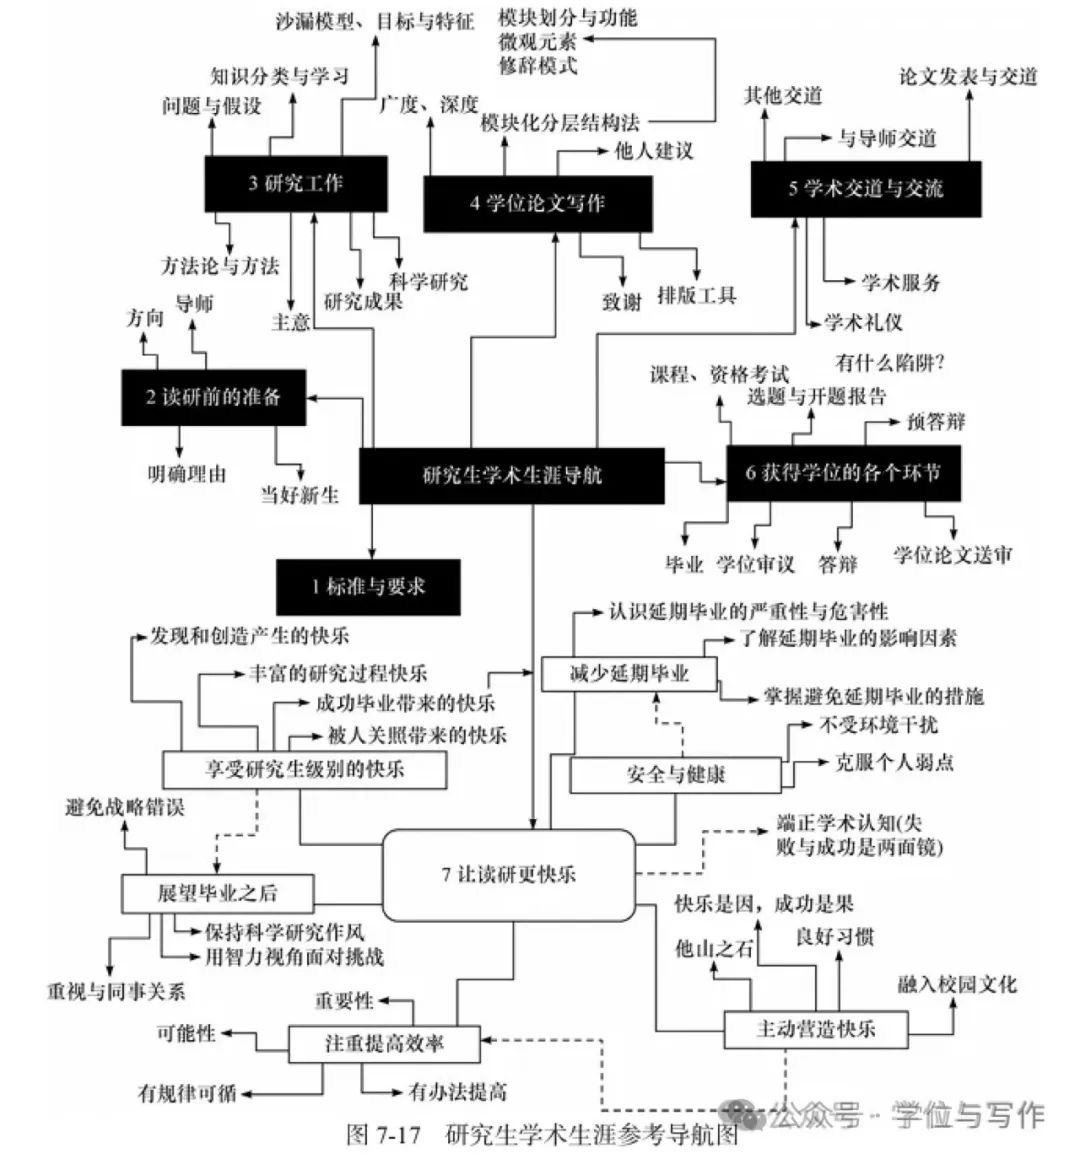 沙漏模型、目标与特征
模块划分与功能
微观元素
修辞模式
知识分类与学习
问题与假设
广度、深度
模块化分层结构法
他人建议
其他交道
论文发表与交道
与导师交道
3 研究工作
4 学位论文写作
5 学术交道与交流
方法论与方法
科学研究
研究成果
主意
致谢
排版工具
学术服务
学术礼仪
方向
导师
2 读研前的准备
明确理由
当好新生
有什么陷阱?
课程、资格考试
选题与开题报告
预答辩
研究生学术生涯导航
6 获得学位的各个环节
毕业
学位审议
答辩
学位论文送审
1 标准与要求
认识延期毕业的严重性与危害性
了解延期毕业的影响因素
减少延期毕业
掌握避免延期毕业的措施
发现和创造产生的快乐
丰富的研究过程快乐
成功毕业带来的快乐
被人关照带来的快乐
享受研究生级别的快乐
不受环境干扰
安全与健康
克服个人弱点
避免战略错误
端正学术认知(失
败与成功是两面镜)
7 让读研更快乐
展望毕业之后
保持科学研究作风
用智力视角面对挑战
重视与同事关系
快乐是因，成功是果
他山之石
良好习惯
融入校园文化
主动营造快乐
重要性
可能性
注重提高效率
有规律可循
有办法提高
公众号·学位与写作
图 7-17 研究生学术生涯参考导航图